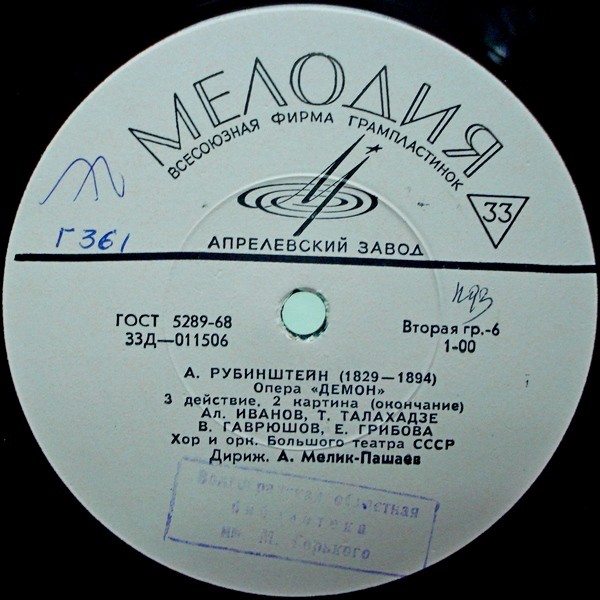 МЕЛОДИЯ
ВСЕСОЮЗНАЯ ФИРМА ГРАМПЛАСТИНОК
33
Г 361
АПРЕЛЕВСКИЙ ЗАВОД
ГОСТ 5289-68
33Д—011506
Вторая гр.-6
1-00
А. РУБИНШТЕЙН (1829—1894)
Опера «ДЕМОН»
3 действие, 2 картина (окончание)
Ал. ИВАНОВ, Т. ТАЛАХАДЗЕ
В. ГАВРЮШОВ, Е. ГРИБОВА
Хор и орк. Большого театра СССР
Дириж. А. Мелик-Пашаев
Волгоградская областная
библиотека
им. М. Горького